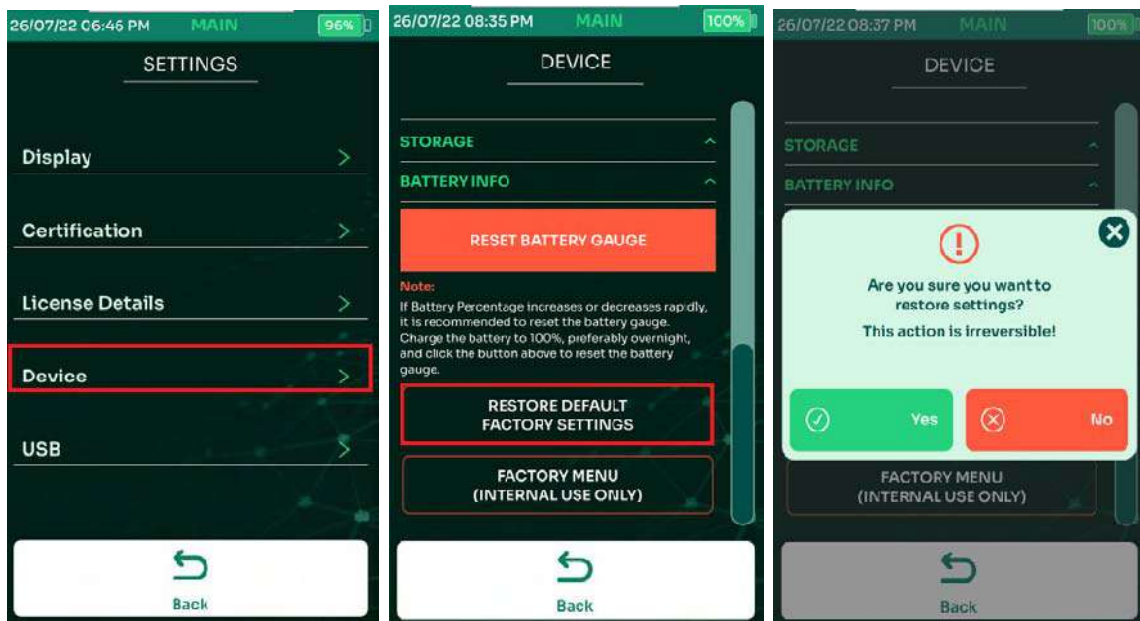 26/07/22 06:46 PM MAIN 96%
SETTINGS
Display
Certification
License Details
Device
USB
Back
26/07/22 08:35 PM MAIN 100%
DEVICE
STORAGE
BATTERY INFO
RESET BATTERY GAUGE
Note:
If Battery Percentage increases or decreases rapidly,
it is recommended to reset the battery gauge.
Charge the battery to 100%, preferably overnight,
and click the button above to reset the battery
gauge.
RESTORE DEFAULT
FACTORY SETTINGS
FACTORY MENU
(INTERNAL USE ONLY)
Back
26/07/22 08:37 PM MAIN 100%
DEVICE
STORAGE
BATTERY INFO
Are you sure you want to
restore settings?
This action is irreversible!
Yes No
FACTORY MENU
(INTERNAL USE ONLY)
Back